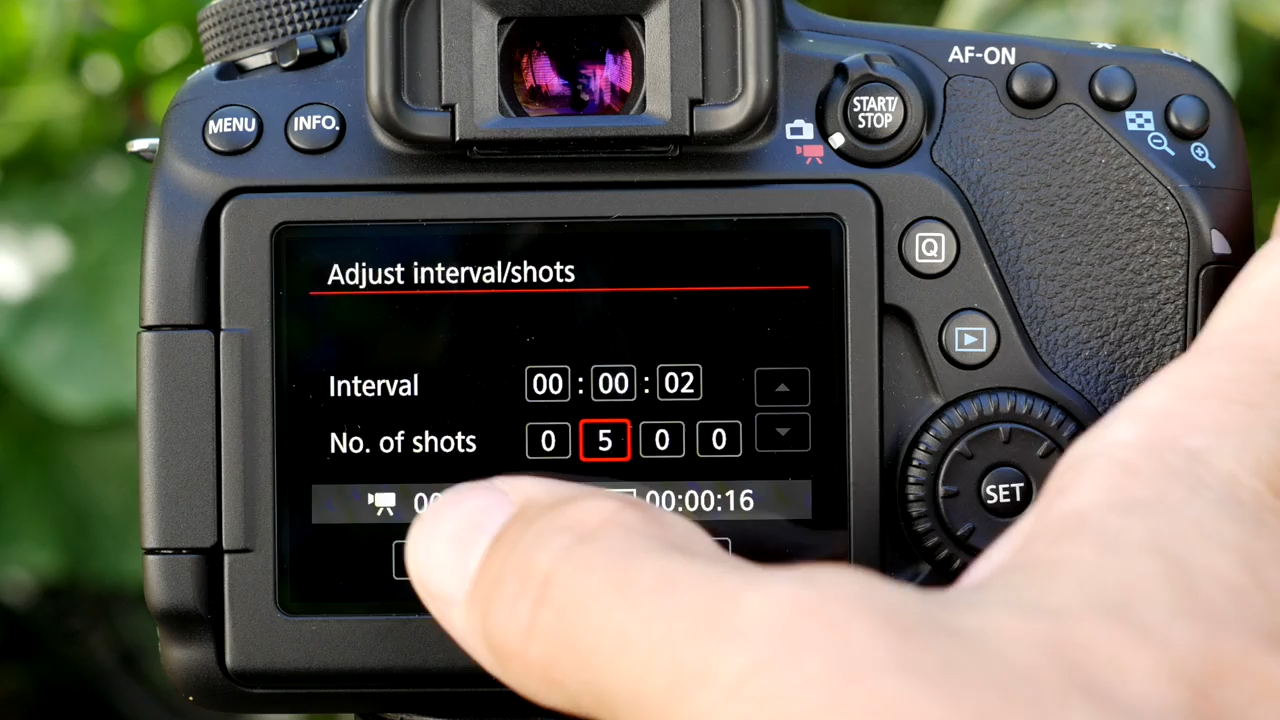 AF-ON
MENU
INFO.
START/
STOP
Q
Adjust interval/shots
Interval 00 : 00 : 02
No. of shots 0 5 0 0
00:00:16
SET